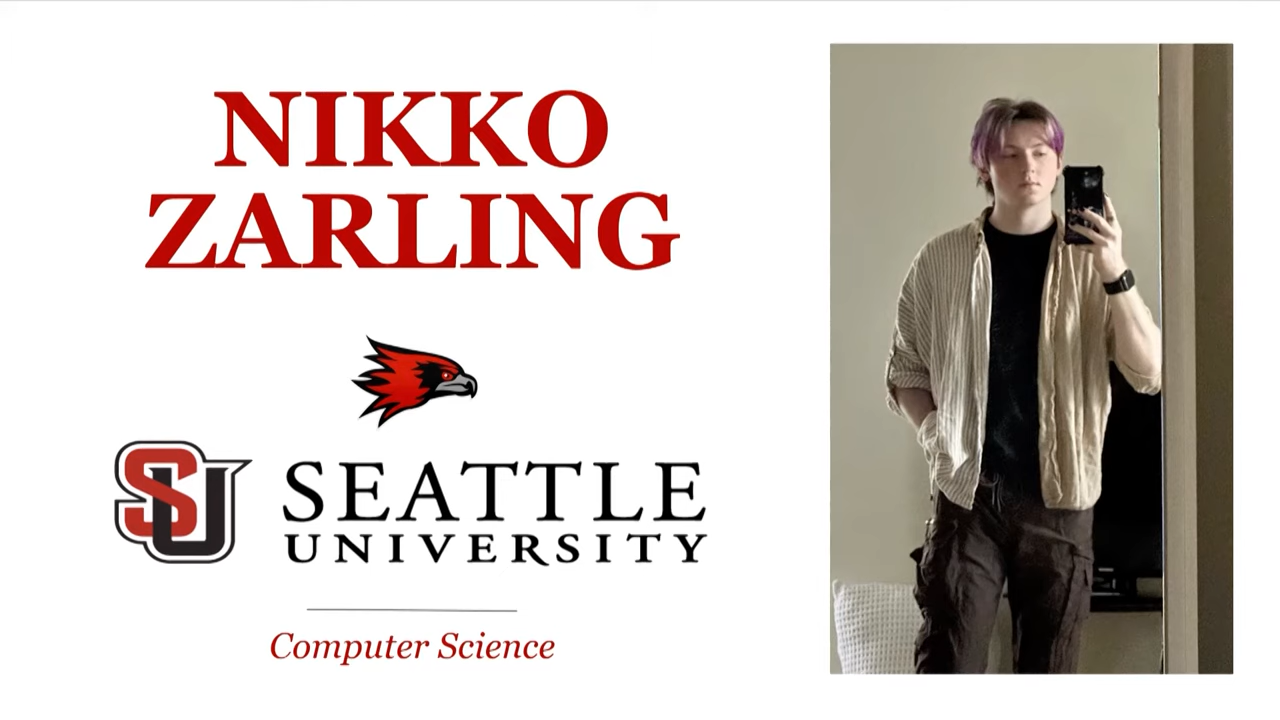 NIKKO
ZARLING
SU
SEATTLE
UNIVERSITY
Computer Science